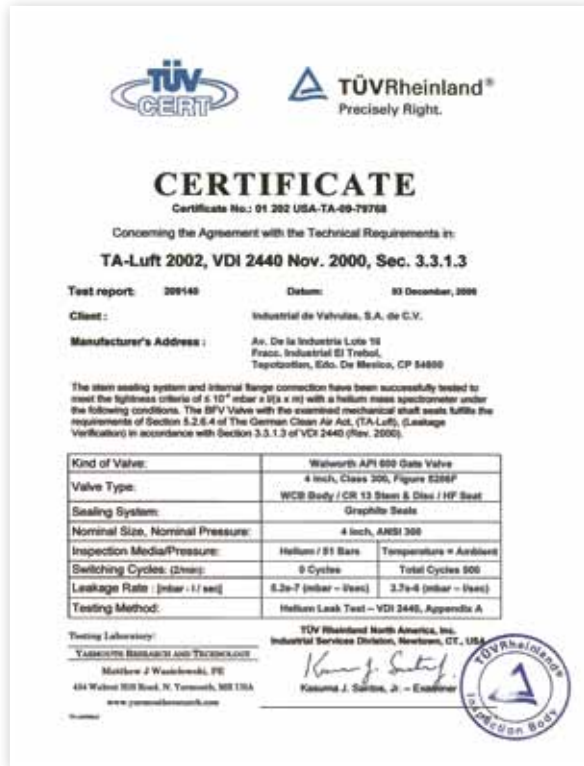 TÜV
CERT
TÜVRheinland®
Precisely Right.
CERTIFICATE
Certificate No.: 01 202 USA-TA-09-79768
Concerning the Agreement with the Technical Requirements in:
TA-Luft 2002, VDI 2440 Nov. 2000, Sec. 3.3.1.3
Test report: 209140 Datum: 03 December, 2009
Client : Industrial de Valvulas, S.A. de C.V.
Manufacturer's Address : Av. De la Industria Lote 16
Fracc. Industrial El Trebol,
Tepotzotlan, Edo. De Mexico, CP 54600
The stem sealing system and internal flange connection have been successfully tested to
meet the tightness criteria of ≤ 10⁻⁴ mbar x l/(s x m) with a helium mass spectrometer under
the following conditions. The BFV Valve with the examined mechanical shaft seals fulfills the
requirements of Section 5.2.6.4 of The German Clean Air Act, (TA-Luft), (Leakage
Verification) in accordance with Section 3.3.1.3 of VDI 2440 (Rev. 2000).
Kind of Valve: Walworth API 600 Gate Valve
Valve Type: 4 inch, Class 300, Figure 5206F
WCB Body / CR 13 Stem & Disc / HF Seat
Sealing System: Graphite Seals
Nominal Size, Nominal Pressure: 4 inch, ANSI 300
Inspection Media/Pressure: Helium / 51 Bars Temperature = Ambient
Switching Cycles: (2/min): 0 Cycles Total Cycles 500
Leakage Rate : [mbar - l / sec] 6.2e-7 (mbar – l/sec) 3.7e-6 (mbar – l/sec)
Testing Method: Helium Leak Test – VDI 2440, Appendix A
Testing Laboratory:
YARMOUTH RESEARCH AND TECHNOLOGY
Matthew J Wasielewski, PE
434 Walnut Hill Road, N. Yarmouth, ME USA
www.yarmouthresearch.com
TÜV Rheinland North America, Inc.
Industrial Services Division, Newtown, CT., USA
Kasuma J. Santos, Jr. – Examiner
TÜVRheinland®
Inspection Body